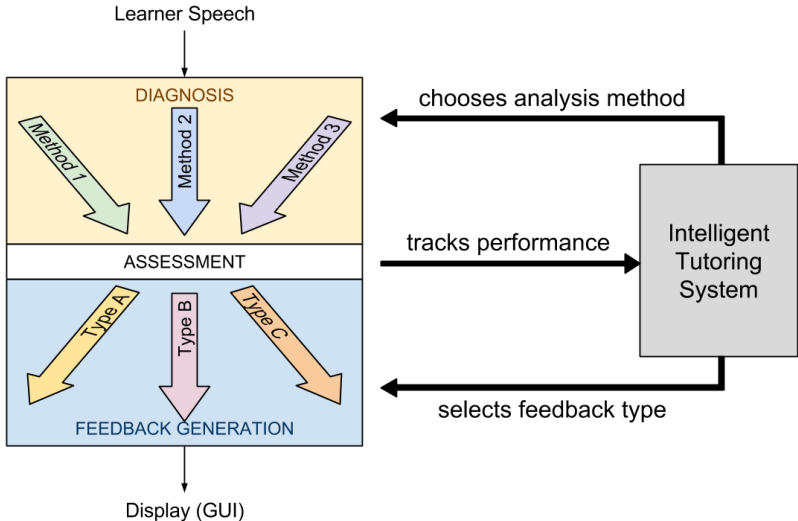 Learner Speech
DIAGNOSIS
Method 1
Method 2
Method 3
ASSESSMENT
Type A
Type B
Type C
FEEDBACK GENERATION
Display (GUI)
chooses analysis method
tracks performance
selects feedback type
Intelligent
Tutoring
System